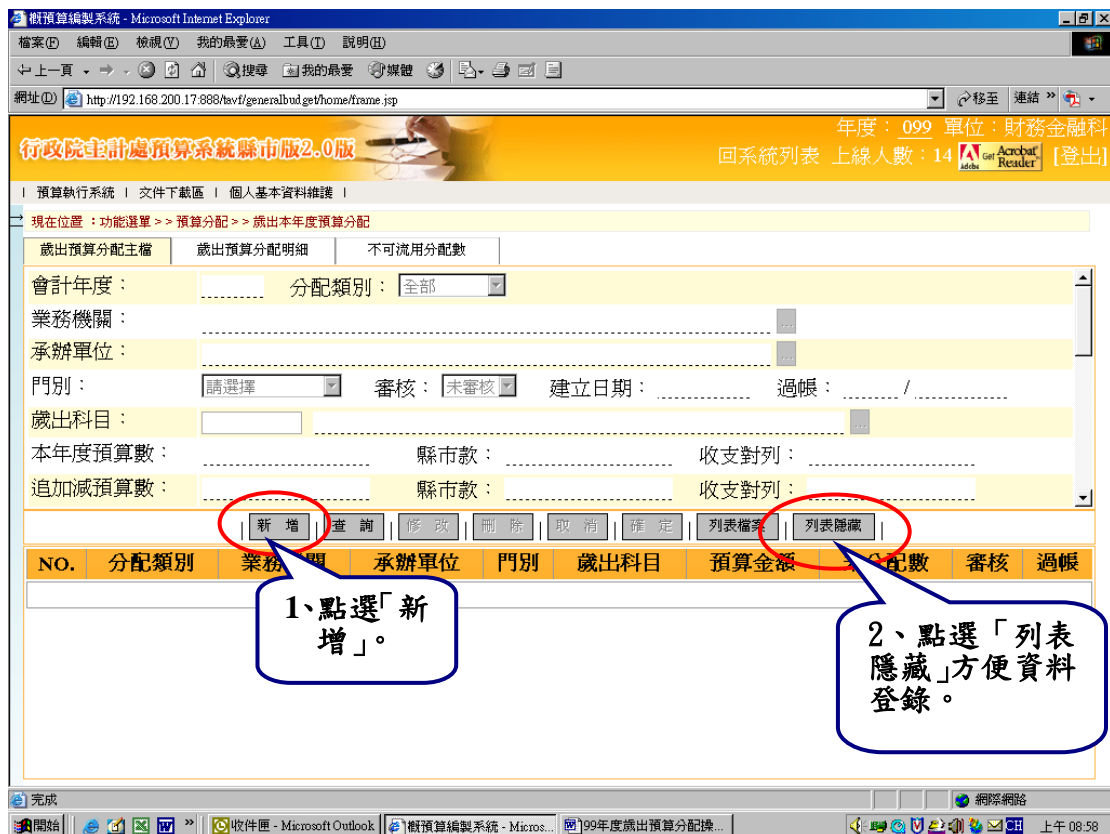 概預算編製系統 - Microsoft Internet Explorer
檔案(F) 編輯(E) 檢視(V) 我的最愛(A) 工具(T) 說明(H)
上一頁 搜尋 我的最愛 媒體
網址(D) http://192.168.200.17:888/tavf/generalbudget/home/frame.jsp 移至 連結 »
行政院主計處預算系統縣市版2.0版
年度：099 單位：財務金融科
回系統列表 上線人數：14 Adobe Get Acrobat Reader [登出]
| 預算執行系統 | 文件下載區 | 個人基本資料維護 |
現在位置 ：功能選單>>預算分配>>歲出本年度預算分配
歲出預算分配主檔 歲出預算分配明細 不可流用分配數
會計年度： 分配類別： 全部
業務機關： ...
承辦單位： ...
門別： 請選擇 審核： 未審核 建立日期： 過帳： /
歲出科目： ...
本年度預算數： 縣市款： 收支對列：
追加減預算數： 縣市款： 收支對列：
| 新 增 | 查 詢 | 修 改 | 刪 除 | 取 消 | 確 定 | 列表檔案 | 列表隱藏 |
NO. 分配類別 業務機關 承辦單位 門別 歲出科目 預算金額 未分配數 審核 過帳
1、點選「新
增」。
2、點選「列表
隱藏」方便資料
登錄。
完成 網際網路
開始 » 收件匣 - Microsoft Outlook 概預算編製系統 - Micros... 99年度歲出預算分配操... CH 上午 08:58